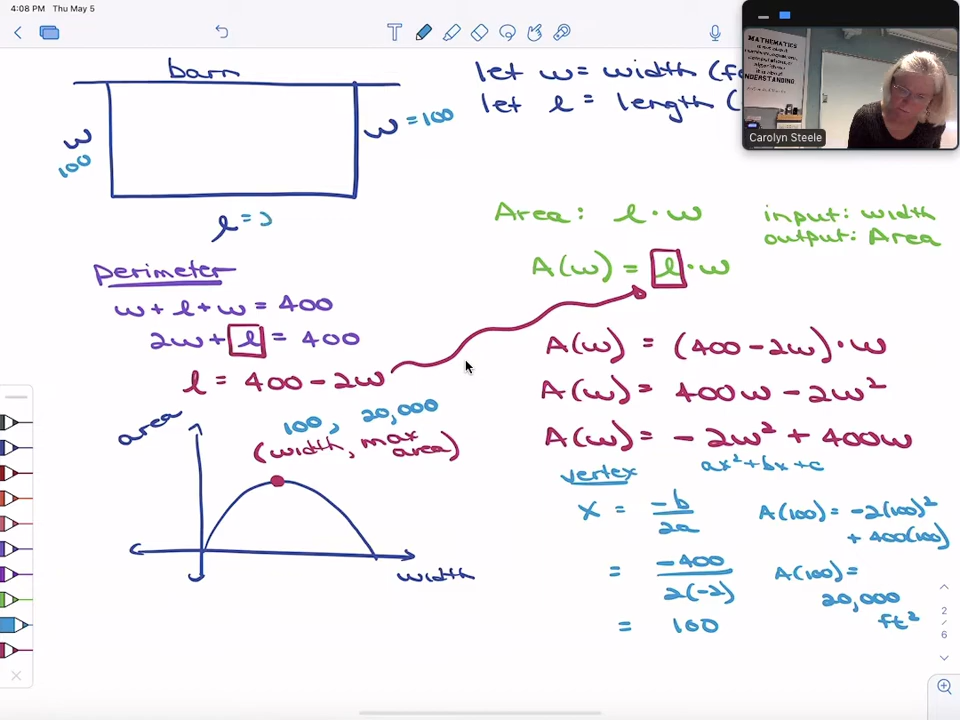 4:08 PM Thu May 5
barn
w
100
w = 100
l =
let w = width
let l = length (
MATHEMATICS
UNDERSTANDING
Carolyn Steele
Area: l · w
input: width
output: Area
A(w) = l · w
perimeter
w + l + w = 400
2w + l = 400
l = 400 - 2w
A(w) = (400 - 2w) · w
A(w) = 400w - 2w²
A(w) = -2w² + 400w
ax² + bx + c
area
100, 20,000
(width, max area)
width
vertex
x = -b / 2a
= -400 / 2(-2)
= 100
A(100) = -2(100)²
+ 400(100)
A(100) =
20,000
ft²
2
/
6